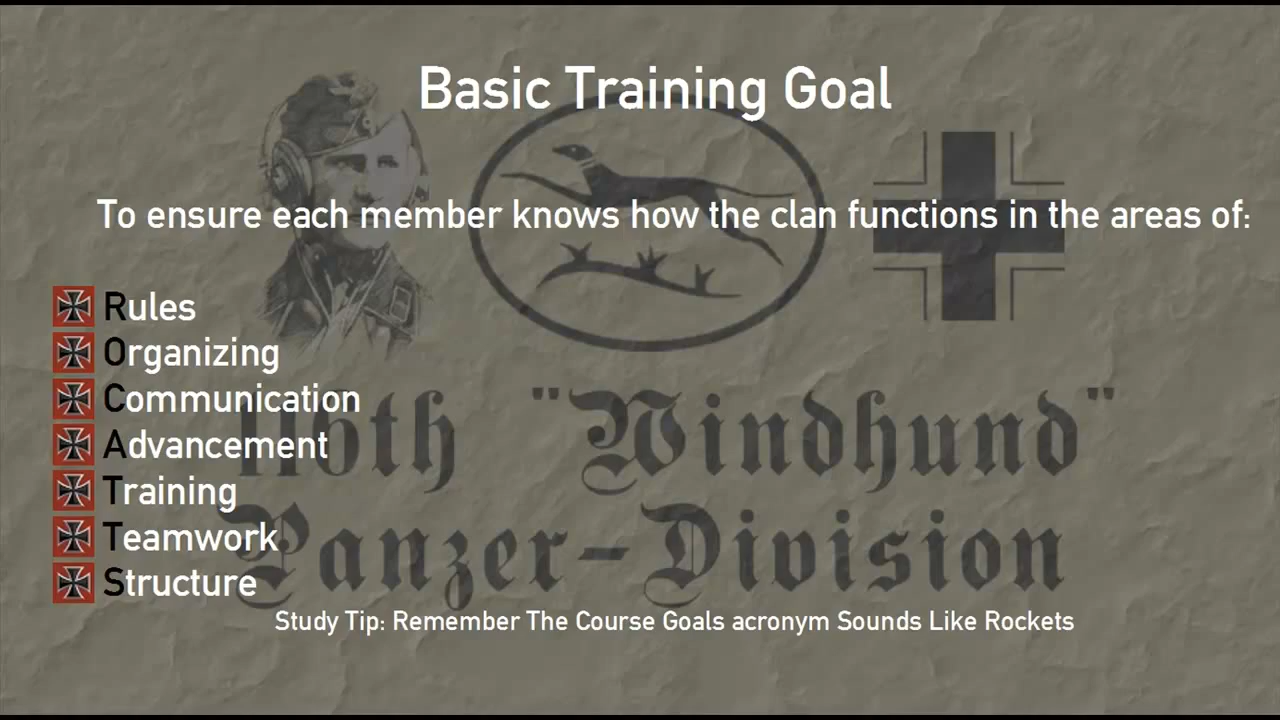 Basic Training Goal
To ensure each member knows how the clan functions in the areas of:
Rules
Organizing
Communication
Advancement
Training
Teamwork
Structure
116th "Windhund"
Panzer-Division
Study Tip: Remember The Course Goals acronym Sounds Like Rockets